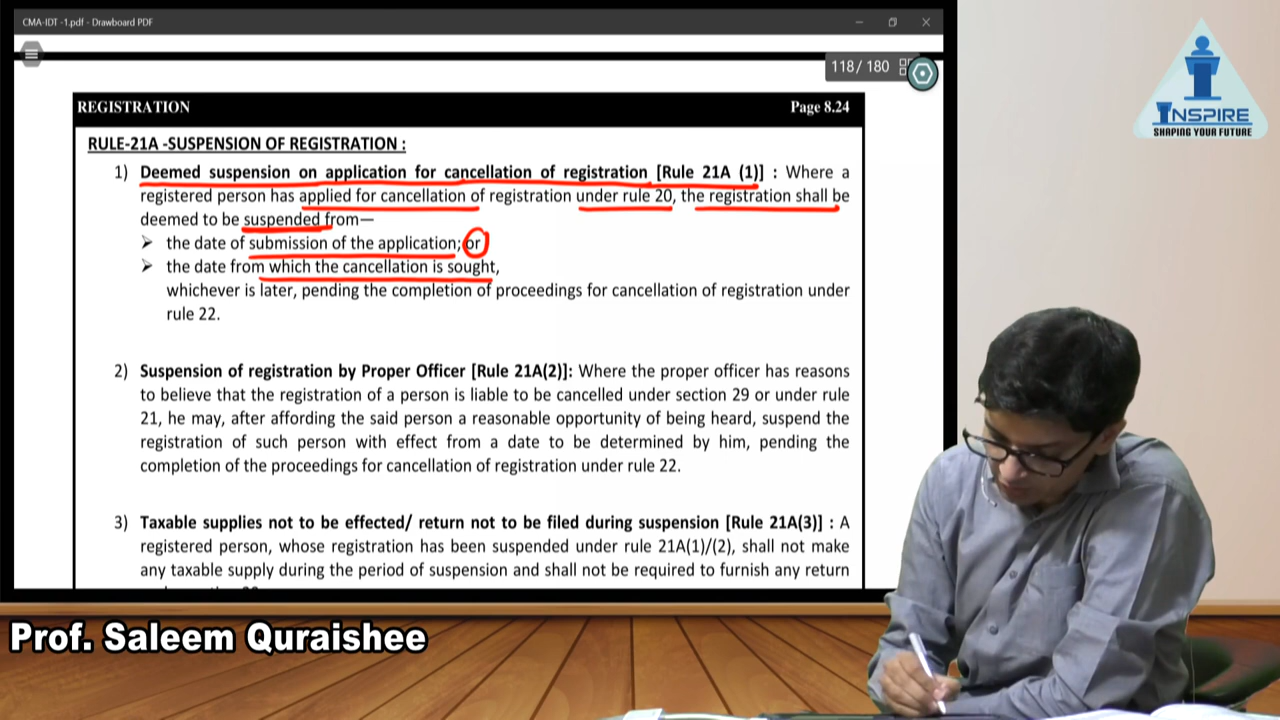 CMA-IDT -1.pdf - Drawboard PDF
118/ 180
REGISTRATION Page 8.24
RULE-21A -SUSPENSION OF REGISTRATION :
1) Deemed suspension on application for cancellation of registration [Rule 21A (1)] : Where a
registered person has applied for cancellation of registration under rule 20, the registration shall be
deemed to be suspended from—
➢ the date of submission of the application; or
➢ the date from which the cancellation is sought,
whichever is later, pending the completion of proceedings for cancellation of registration under
rule 22.
2) Suspension of registration by Proper Officer [Rule 21A(2)]: Where the proper officer has reasons
to believe that the registration of a person is liable to be cancelled under section 29 or under rule
21, he may, after affording the said person a reasonable opportunity of being heard, suspend the
registration of such person with effect from a date to be determined by him, pending the
completion of the proceedings for cancellation of registration under rule 22.
3) Taxable supplies not to be effected/ return not to be filed during suspension [Rule 21A(3)] : A
registered person, whose registration has been suspended under rule 21A(1)/(2), shall not make
any taxable supply during the period of suspension and shall not be required to furnish any return
INSPIRE
SHAPING YOUR FUTURE
Prof. Saleem Quraishee